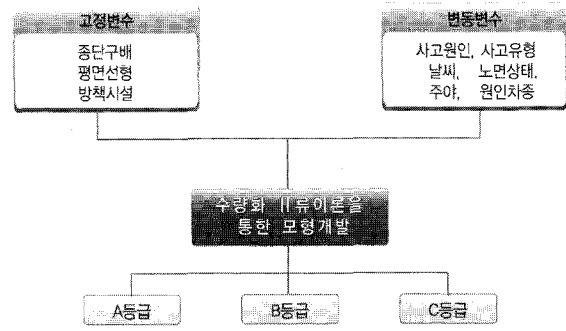 고정변수
종단구배
평면선형
방책시설
변동변수
사고원인, 사고유형
날씨, 노면상태,
주야, 원인차종
수량화 II류이론을
통한 모형개발
A등급
B등급
C등급